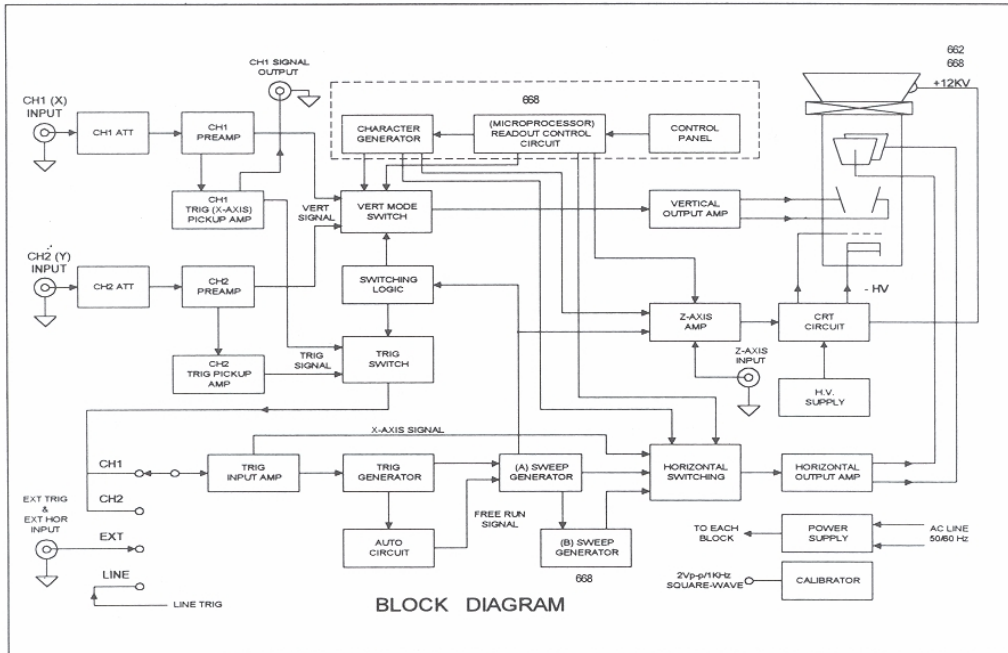 662
668
+12KV
CH1 SIGNAL
OUTPUT
CH1 (X)
INPUT
CH1 ATT
CH1
PREAMP
668
CHARACTER
GENERATOR
(MICROPROCESSOR)
READOUT CONTROL
CIRCUIT
CONTROL
PANEL
CH1
TRIG (X-AXIS)
PICKUP AMP
VERT
SIGNAL
VERT MODE
SWITCH
VERTICAL
OUTPUT AMP
CH2 (Y)
INPUT
CH2 ATT
CH2
PREAMP
SWITCHING
LOGIC
- HV
Z-AXIS
AMP
CRT
CIRCUIT
CH2
TRIG PICKUP
AMP
TRIG
SIGNAL
TRIG
SWITCH
Z-AXIS
INPUT
H.V.
SUPPLY
X-AXIS SIGNAL
CH1
TRIG
INPUT AMP
TRIG
GENERATOR
(A) SWEEP
GENERATOR
HORIZONTAL
SWITCHING
HORIZONTAL
OUTPUT AMP
CH2
EXT TRIG
&
EXT HOR
INPUT
EXT
FREE RUN
SIGNAL
AUTO
CIRCUIT
(B) SWEEP
GENERATOR
668
TO EACH
BLOCK
POWER
SUPPLY
AC LINE
50/60 Hz
LINE
LINE TRIG
2Vp-p/1KHz
SQUARE-WAVE
CALIBRATOR
BLOCK DIAGRAM